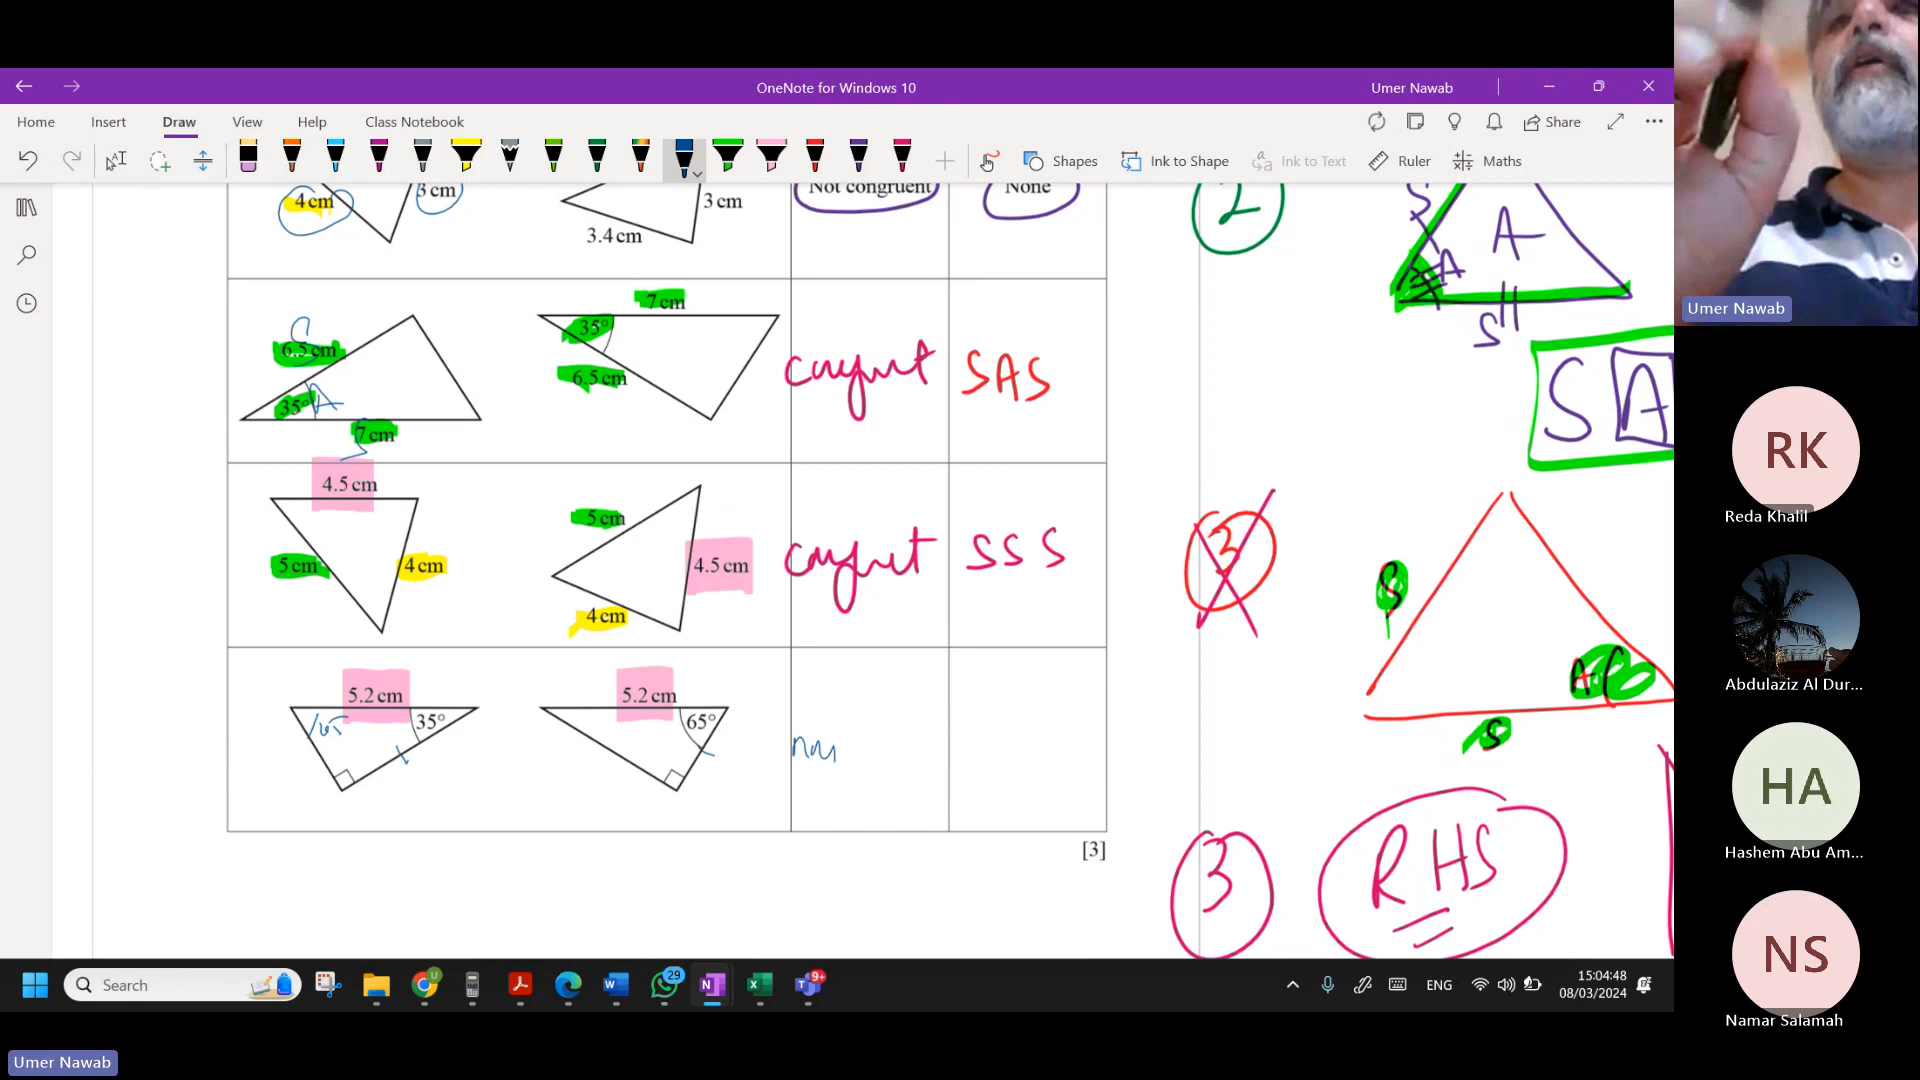 OneNote for Windows 10
Umer Nawab
Home Insert Draw View Help Class Notebook
Share
Shapes Ink to Shape Ink to Text Ruler Maths
4 cm 3 cm 3 cm Not congruent None
3.4 cm
2
S A
A
S
6.5 cm S 35° 7 cm
35° A 6.5 cm
7 cm S
SAS
S A
4.5 cm
5 cm 4 cm
5 cm 4.5 cm
4 cm
SSS
3
S A
S
5.2 cm 35°
65
5.2 cm 65°
[3]
3 RHS
Umer Nawab
RK
Reda Khalil
Abdulaziz Al Dur...
HA
Hashem Abu Am...
NS
Namar Salamah
Search
29
9+
ENG
15:04:48
08/03/2024
Umer Nawab